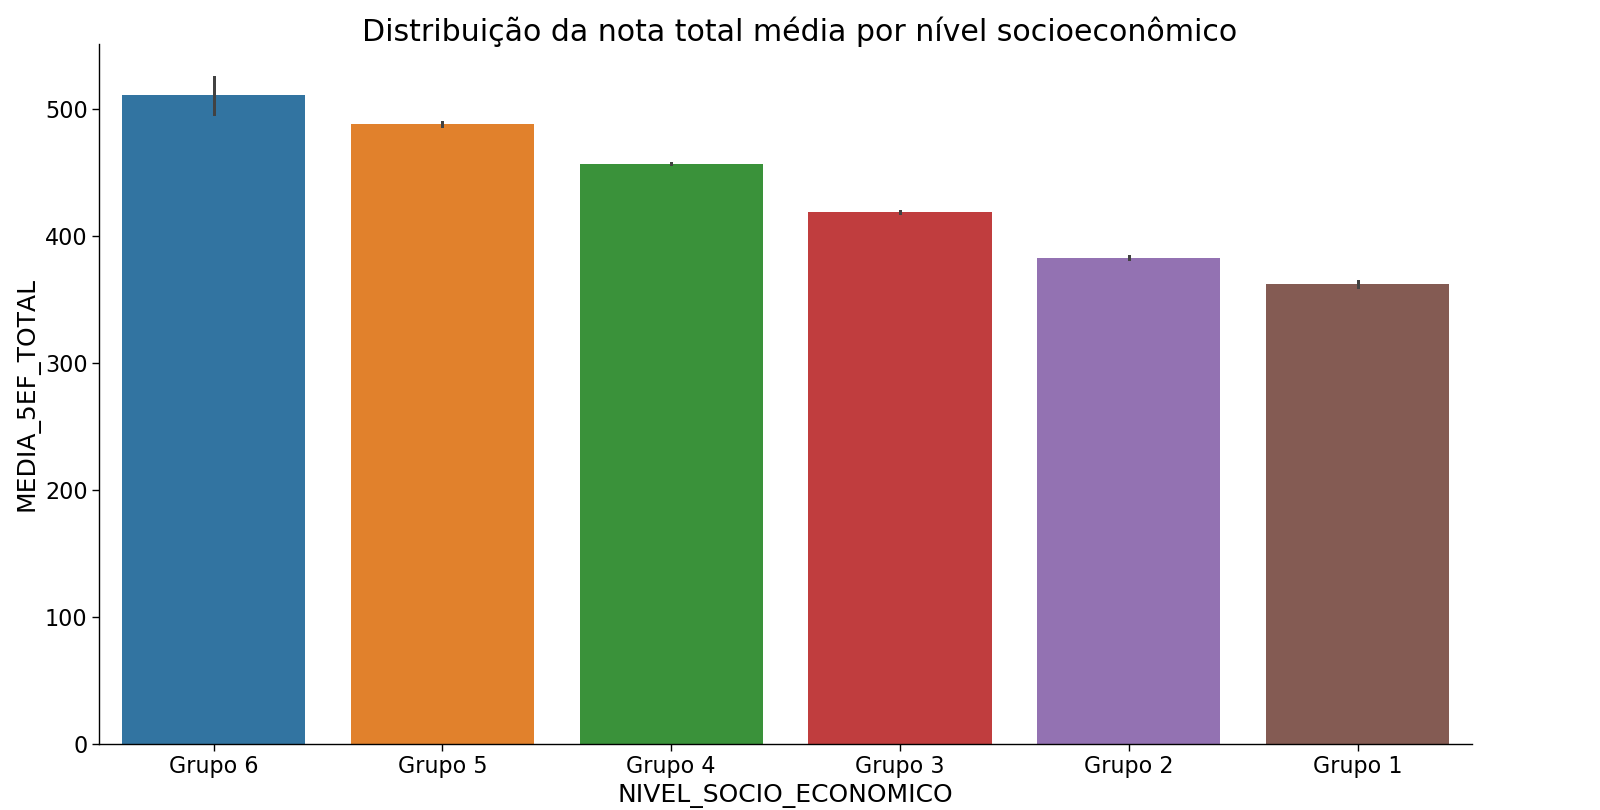 Distribuição da nota total média por nível socioeconômico
MEDIA_5EF_TOTAL
500
400
300
200
100
0
Grupo 6
Grupo 5
Grupo 4
Grupo 3
Grupo 2
Grupo 1
NIVEL_SOCIO_ECONOMICO